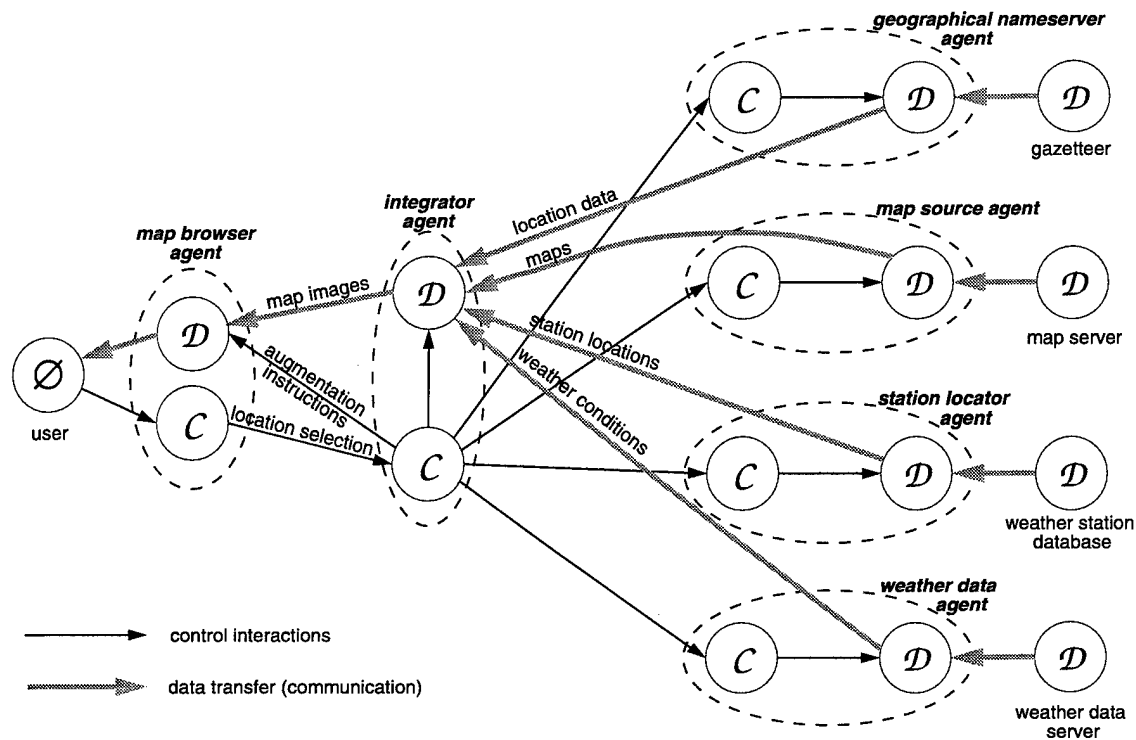 geographical nameserver
agent
C
D
D
gazetteer
integrator
agent
location data
map source agent
map browser
agent
maps
C
D
D
map server
D
map images
D
station locations
augmentation
instructions
weather conditions
Ø
user
C
location selection
C
station locator
agent
C
D
D
weather station
database
weather data
agent
C
D
D
weather data
server
control interactions
data transfer (communication)